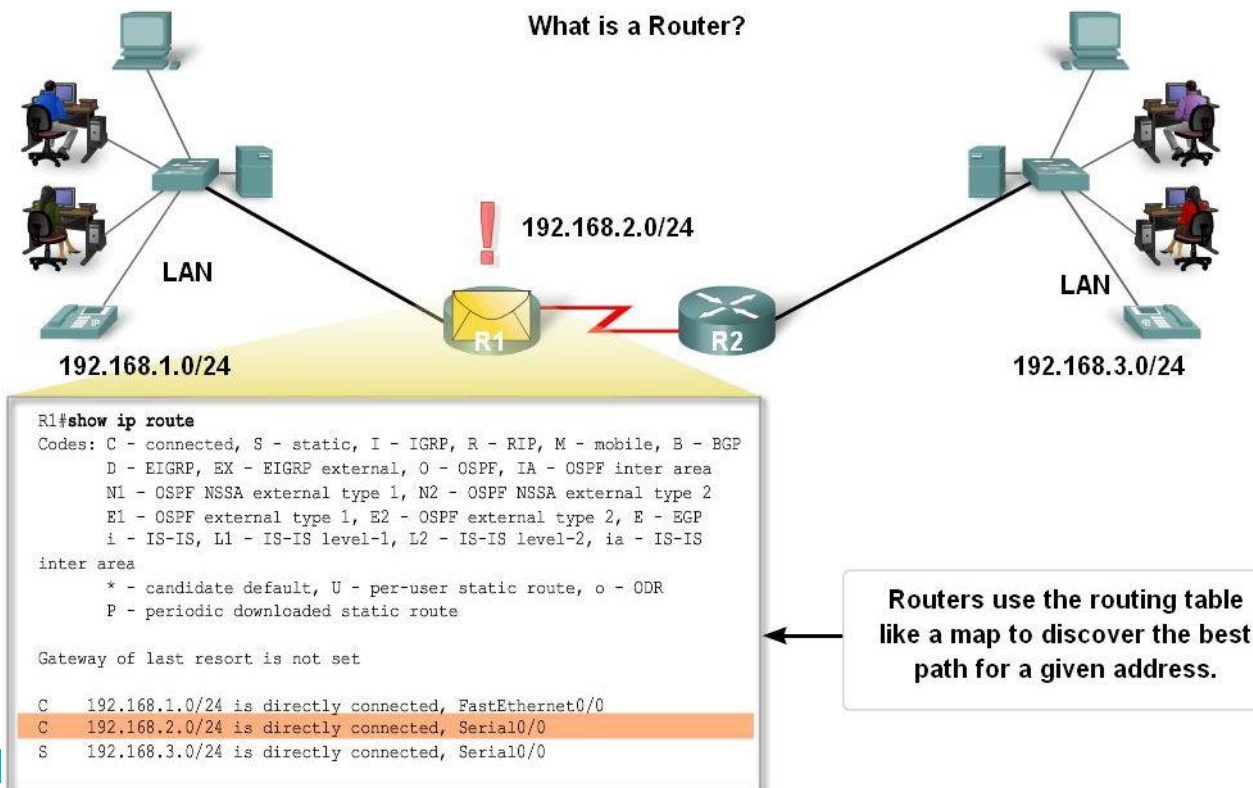 What is a Router?
192.168.2.0/24
LAN
LAN
IP
R1
R2
192.168.1.0/24
192.168.3.0/24
R1#show ip route
Codes: C - connected, S - static, I - IGRP, R - RIP, M - mobile, B - BGP
D - EIGRP, EX - EIGRP external, O - OSPF, IA - OSPF inter area
N1 - OSPF NSSA external type 1, N2 - OSPF NSSA external type 2
E1 - OSPF external type 1, E2 - OSPF external type 2, E - EGP
i - IS-IS, L1 - IS-IS level-1, L2 - IS-IS level-2, ia - IS-IS
inter area
* - candidate default, U - per-user static route, o - ODR
P - periodic downloaded static route
Gateway of last resort is not set
C 192.168.1.0/24 is directly connected, FastEthernet0/0
C 192.168.2.0/24 is directly connected, Serial0/0
S 192.168.3.0/24 is directly connected, Serial0/0
Routers use the routing table
like a map to discover the best
path for a given address.